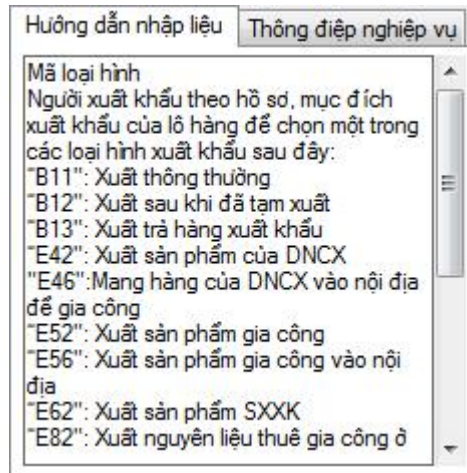 Hướng dẫn nhập liệu
Thông điệp nghiệp vụ
Mã loại hình
Người xuất khẩu theo hồ sơ, mục đích
xuất khẩu của lô hàng để chọn một trong
các loại hình xuất khẩu sau đây:
"B11": Xuất thông thường
"B12": Xuất sau khi đã tạm xuất
"B13": Xuất trả hàng xuất khẩu
"E42": Xuất sản phẩm của DNCX
"E46":Mang hàng của DNCX vào nội địa
để gia công
"E52": Xuất sản phẩm gia công
"E56": Xuất sản phẩm gia công vào nội
địa
"E62": Xuất sản phẩm SXXK
"E82": Xuất nguyên liệu thuê gia công ở